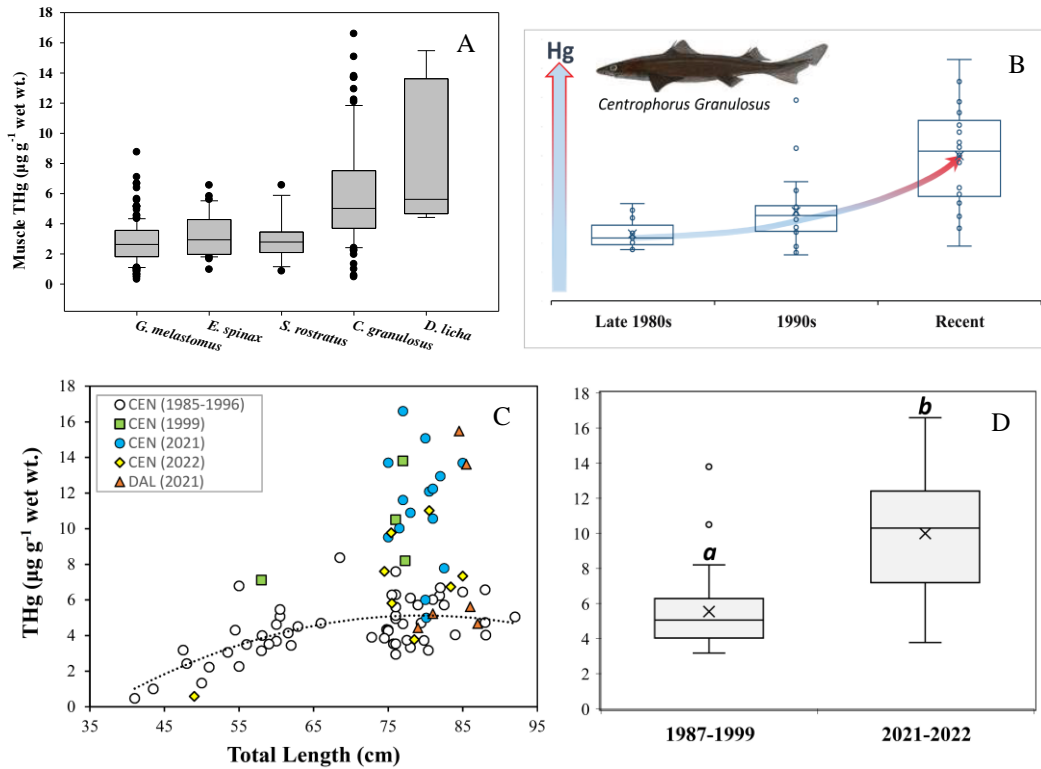 A
Muscle THg (µg g⁻¹ wet wt.)
18
16
14
12
10
8
6
4
2
0
G. melastomus
E. spinax
S. rostratus
C. granulosus
D. licha
B
Hg
Centrophorus Granulosus
Late 1980s
1990s
Recent
C
THg (µg g⁻¹ wet wt.)
18
16
14
12
10
8
6
4
2
0
CEN (1985-1996)
CEN (1999)
CEN (2021)
CEN (2022)
DAL (2021)
35
45
55
65
75
85
95
Total Length (cm)
D
18
16
14
12
10
8
6
4
2
0
a
b
1987-1999
2021-2022